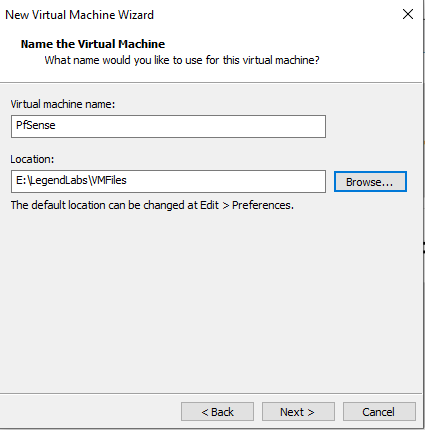 New Virtual Machine Wizard
Name the Virtual Machine
What name would you like to use for this virtual machine?
Virtual machine name:
PfSense
Location:
E:\LegendLabs\VMFiles
Browse...
The default location can be changed at Edit > Preferences.
< Back
Next >
Cancel